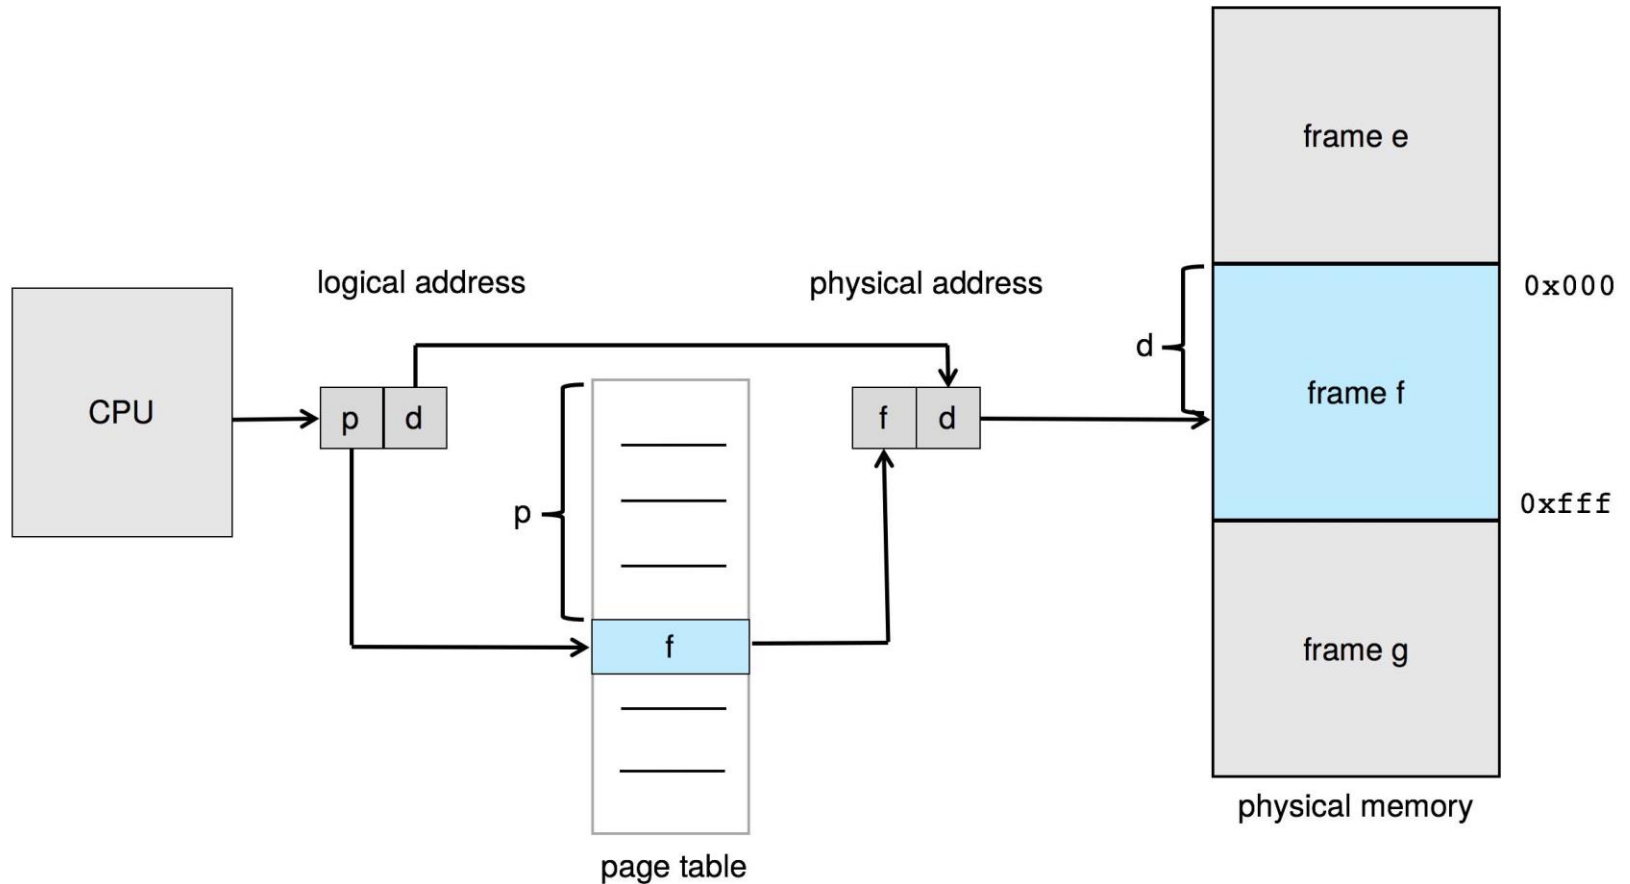 frame e
logical address
physical address
0x000
d
frame f
CPU
p
d
f
d
p
0xfff
f
frame g
physical memory
page table